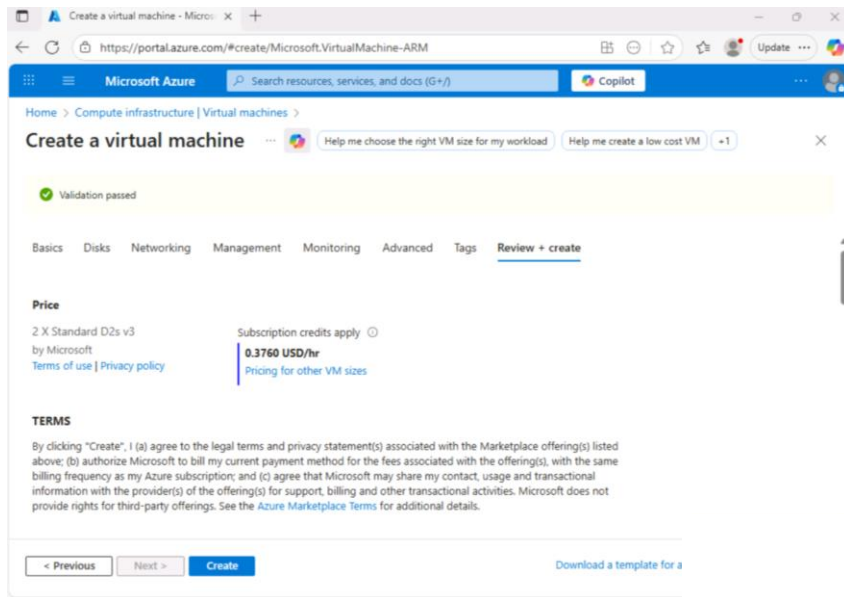 Create a virtual machine - Micros
https://portal.azure.com/#create/Microsoft.VirtualMachine-ARM
Update
Microsoft Azure
Search resources, services, and docs (G+/)
Copilot
Home > Compute infrastructure | Virtual machines >
Create a virtual machine
Help me choose the right VM size for my workload
Help me create a low cost VM
+1
Validation passed
Basics Disks Networking Management Monitoring Advanced Tags Review + create
Price
2 X Standard D2s v3
by Microsoft
Terms of use | Privacy policy
Subscription credits apply
0.3760 USD/hr
Pricing for other VM sizes
TERMS
By clicking "Create", I (a) agree to the legal terms and privacy statement(s) associated with the Marketplace offering(s) listed
above; (b) authorize Microsoft to bill my current payment method for the fees associated with the offering(s), with the same
billing frequency as my Azure subscription; and (c) agree that Microsoft may share my contact, usage and transactional
information with the provider(s) of the offering(s) for support, billing and other transactional activities. Microsoft does not
provide rights for third-party offerings. See the Azure Marketplace Terms for additional details.
< Previous
Next >
Create
Download a template for a